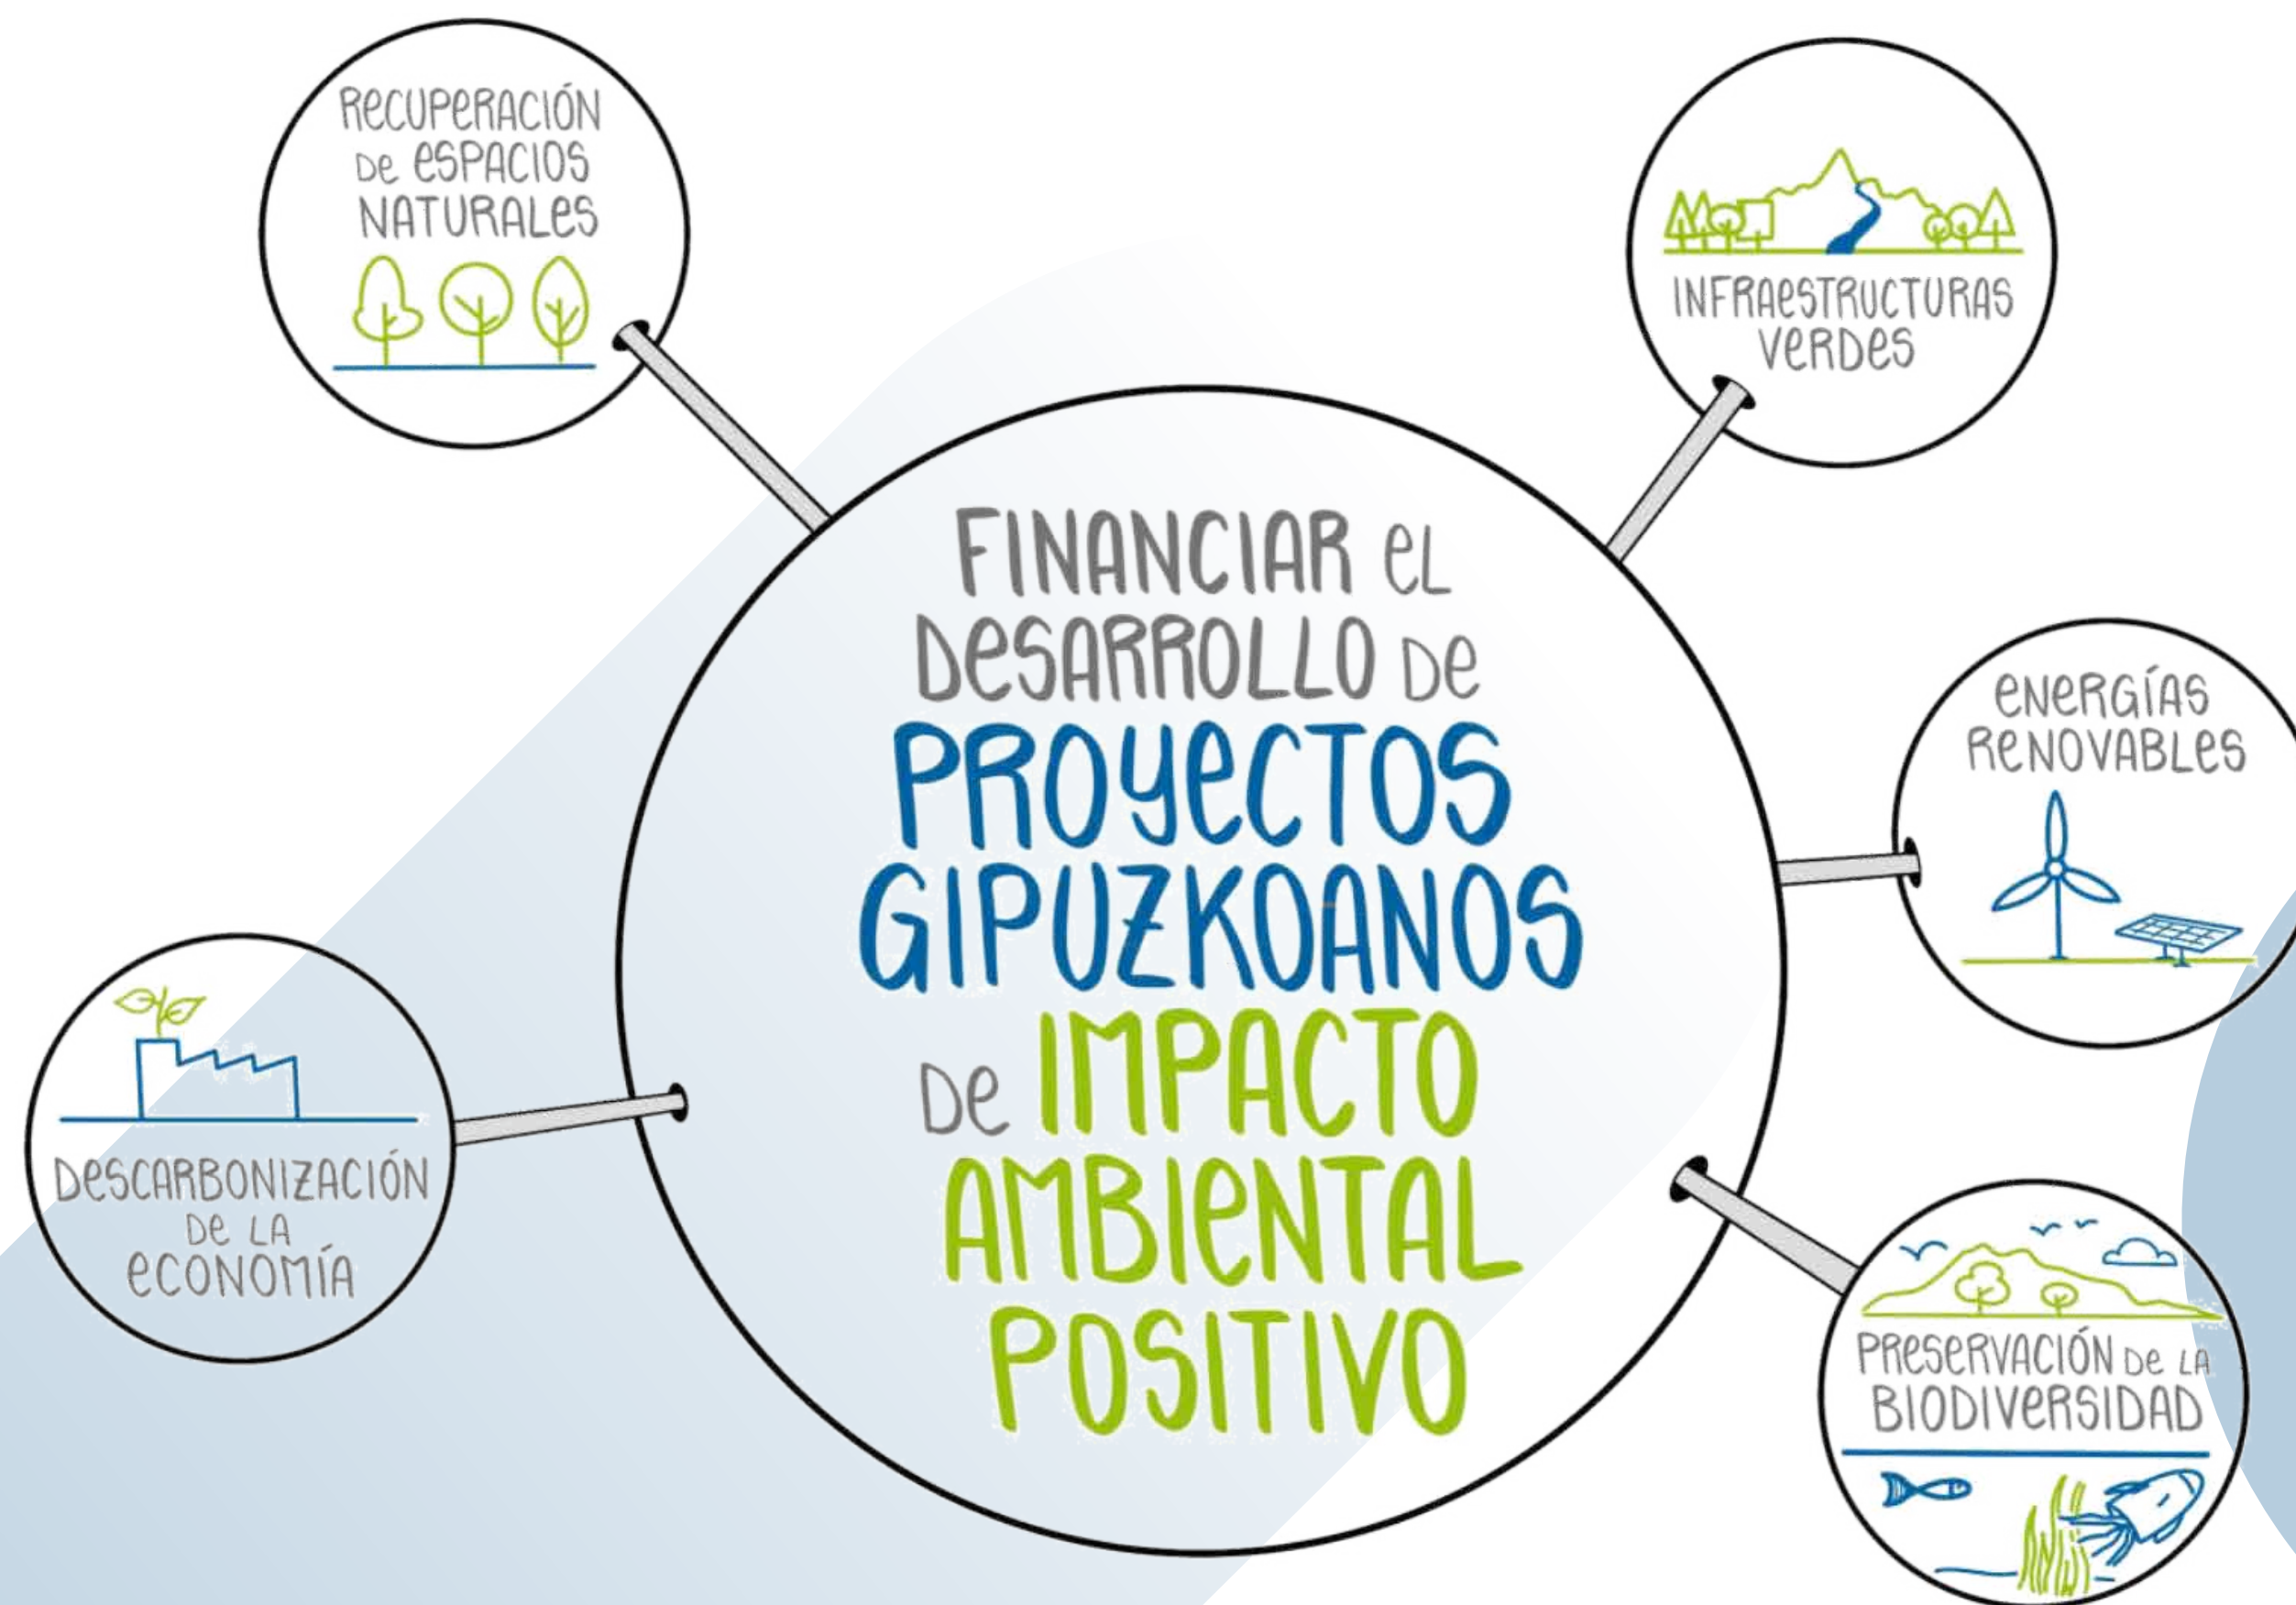 RECUPERACIÓN
DE ESPACIOS
NATURALES
INFRAESTRUCTURAS
VERDES
FINANCIAR EL
DESARROLLO DE
PROYECTOS
GIPUZKOANOS
DE IMPACTO
AMBIENTAL
POSITIVO
ENERGÍAS
RENOVABLES
DESCARBONIZACIÓN
DE LA
ECONOMÍA
PRESERVACIÓN DE LA
BIODIVERSIDAD